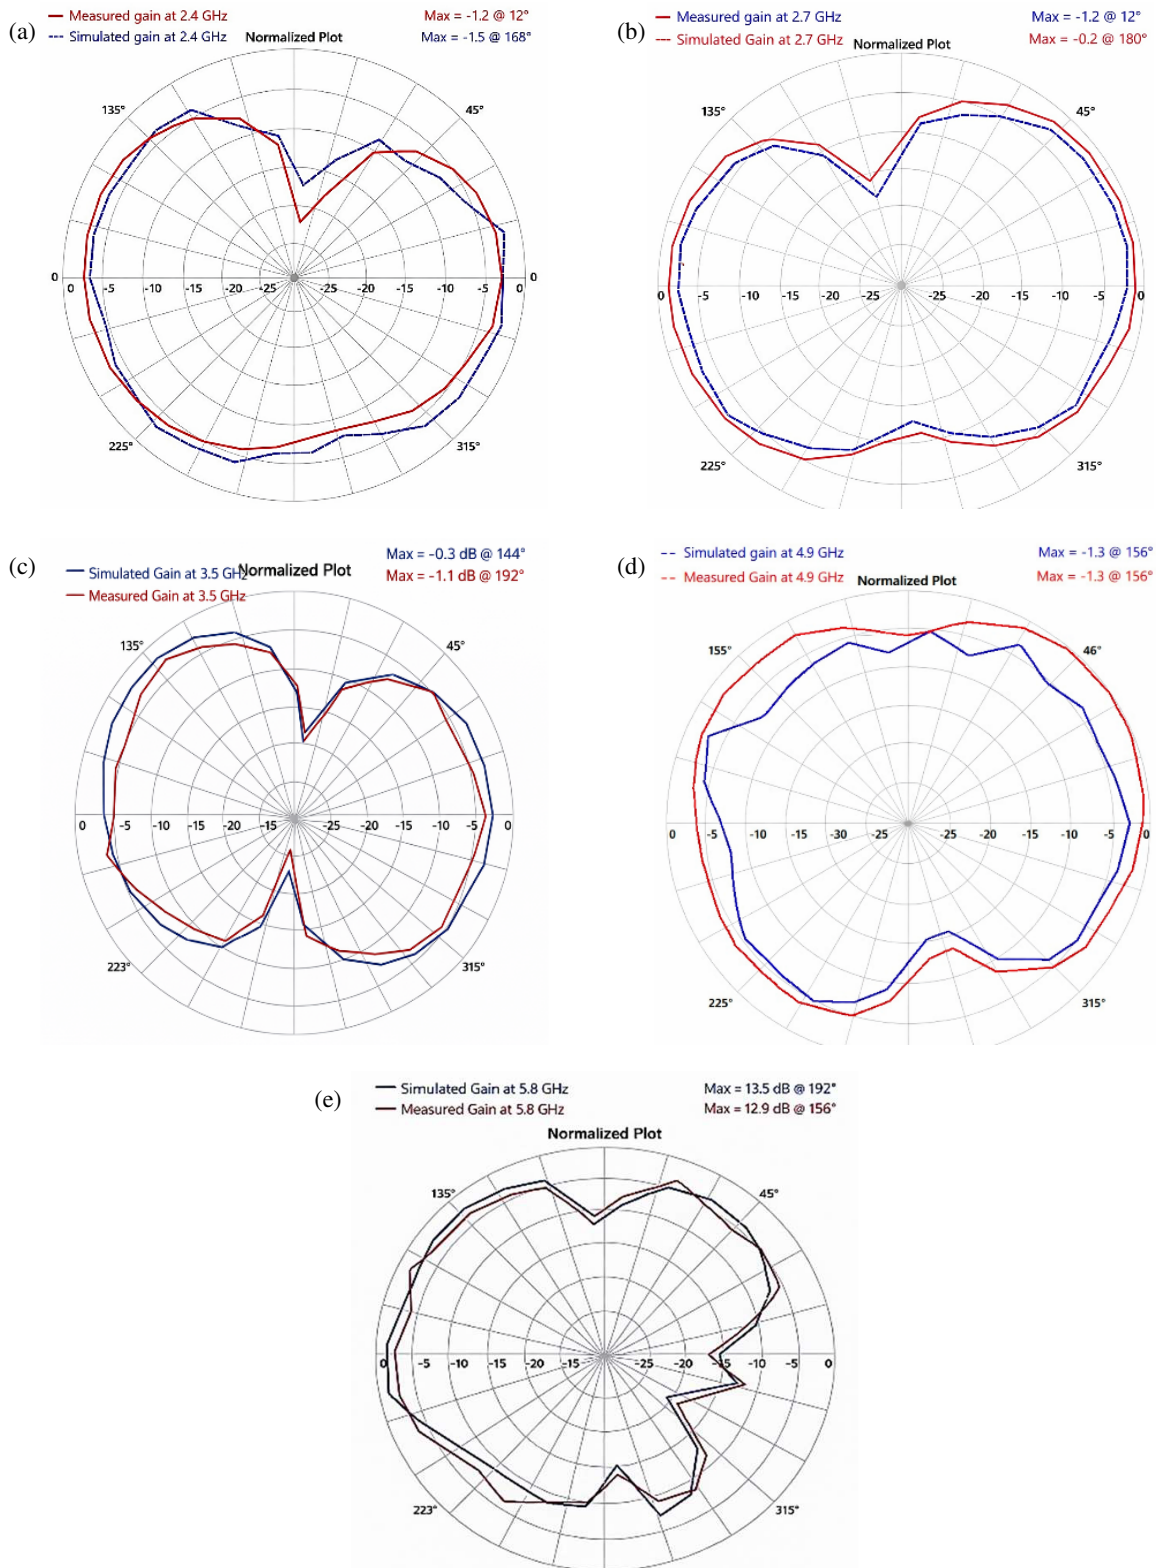 (a)
Measured gain at 2.4 GHz
Max = -1.2 @ 12°
Simulated gain at 2.4 GHz
Max = -1.5 @ 168°
Normalized Plot
135° 45°
0 0 -5 -10 -15 -20 -25 -25 -20 -15 -10 -5 0 0
225° 315°
(b)
Measured gain at 2.7 GHz
Max = -1.2 @ 12°
Simulated Gain at 2.7 GHz
Max = -0.2 @ 180°
Normalized Plot
135° 45°
0 -5 -10 -15 -20 -25 -25 -20 -15 -10 -5 0
225° 315°
(c)
Max = -0.3 dB @ 144°
Simulated Gain at 3.5 GHz
Normalized Plot
Max = -1.1 dB @ 192°
Measured Gain at 3.5 GHz
135° 45°
0 -5 -10 -25 -20 -15 -25 -20 -15 -10 -5 0
223° 315°
(d)
Simulated gain at 4.9 GHz
Max = -1.3 @ 156°
Measured Gain at 4.9 GHz
Max = -1.3 @ 156°
Normalized Plot
155° 46°
0 -5 -10 -15 -30 -25 -25 -20 -15 -10 -5 0
225° 315°
(e)
Simulated Gain at 5.8 GHz
Max = 13.5 dB @ 192°
Measured Gain at 5.8 GHz
Max = 12.9 dB @ 156°
Normalized Plot
135° 45°
0 -5 -10 -15 -20 -25 -25 -20 -15 -10 -5 0
223° 315°